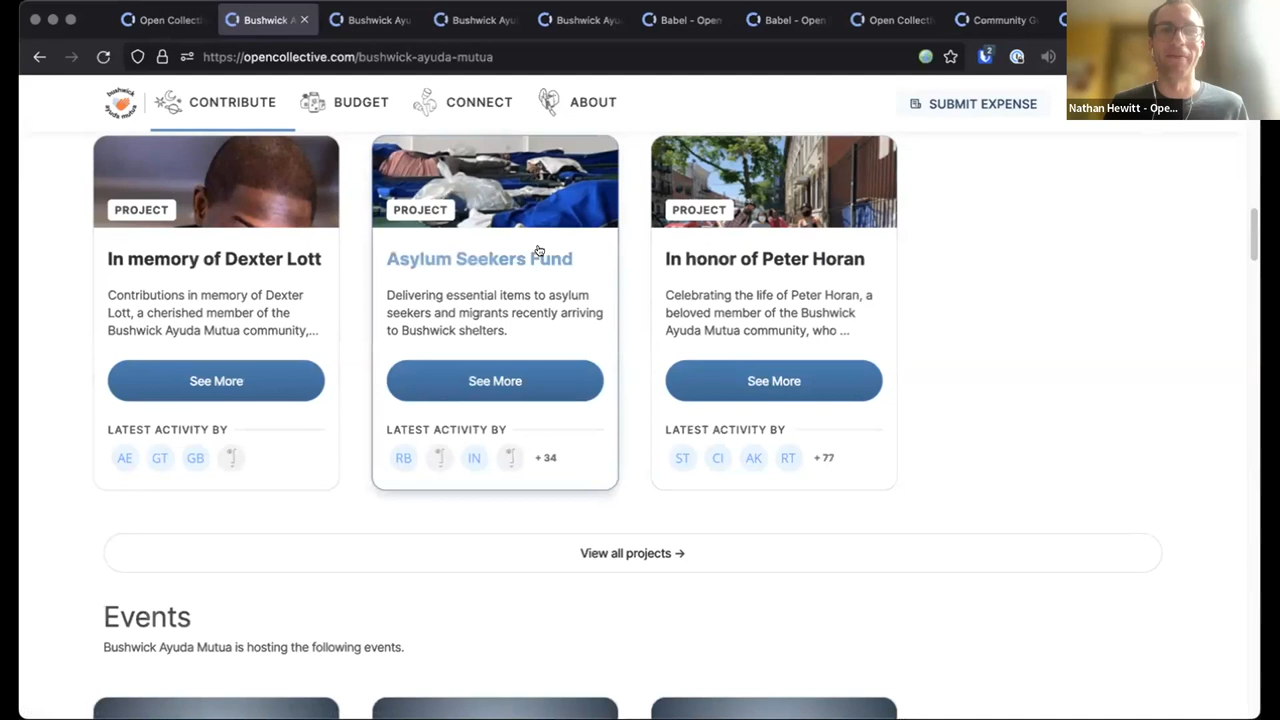 Open Collecti
Bushwick A
Bushwick Ayu
Bushwick Ayu
Bushwick Ayu
Babel - Open
Babel - Open
Open Collecti
Community G
https://opencollective.com/bushwick-ayuda-mutua
2
Nathan Hewitt - Ope...
bushwick
ayuda mutua
CONTRIBUTE
BUDGET
CONNECT
ABOUT
SUBMIT EXPENSE
PROJECT
PROJECT
PROJECT
In memory of Dexter Lott
Contributions in memory of Dexter
Lott, a cherished member of the
Bushwick Ayuda Mutua community,...
See More
LATEST ACTIVITY BY
AE GT GB
Asylum Seekers Fund
Delivering essential items to asylum
seekers and migrants recently arriving
to Bushwick shelters.
See More
LATEST ACTIVITY BY
RB IN + 34
In honor of Peter Horan
Celebrating the life of Peter Horan, a
beloved member of the Bushwick
Ayuda Mutua community, who ...
See More
LATEST ACTIVITY BY
ST CI AK RT + 77
View all projects →
Events
Bushwick Ayuda Mutua is hosting the following events.